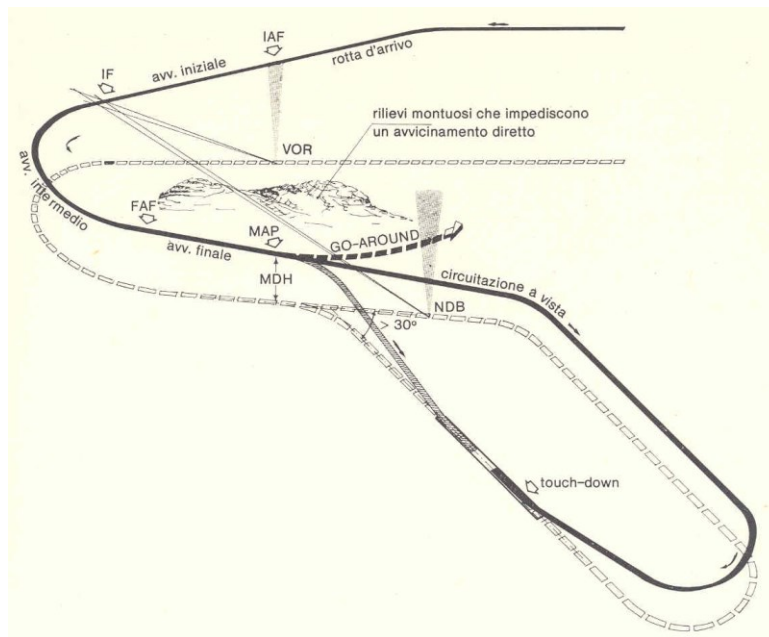 IAF
rotta d'arrivo
avv. iniziale
IF
rilievi montuosi che impediscono
un avvicinamento diretto
VOR
avv. intermedio
FAF
MAP
GO-AROUND
avv. finale
MDH
circuitazione a vista
NDB
> 30º
touch-down